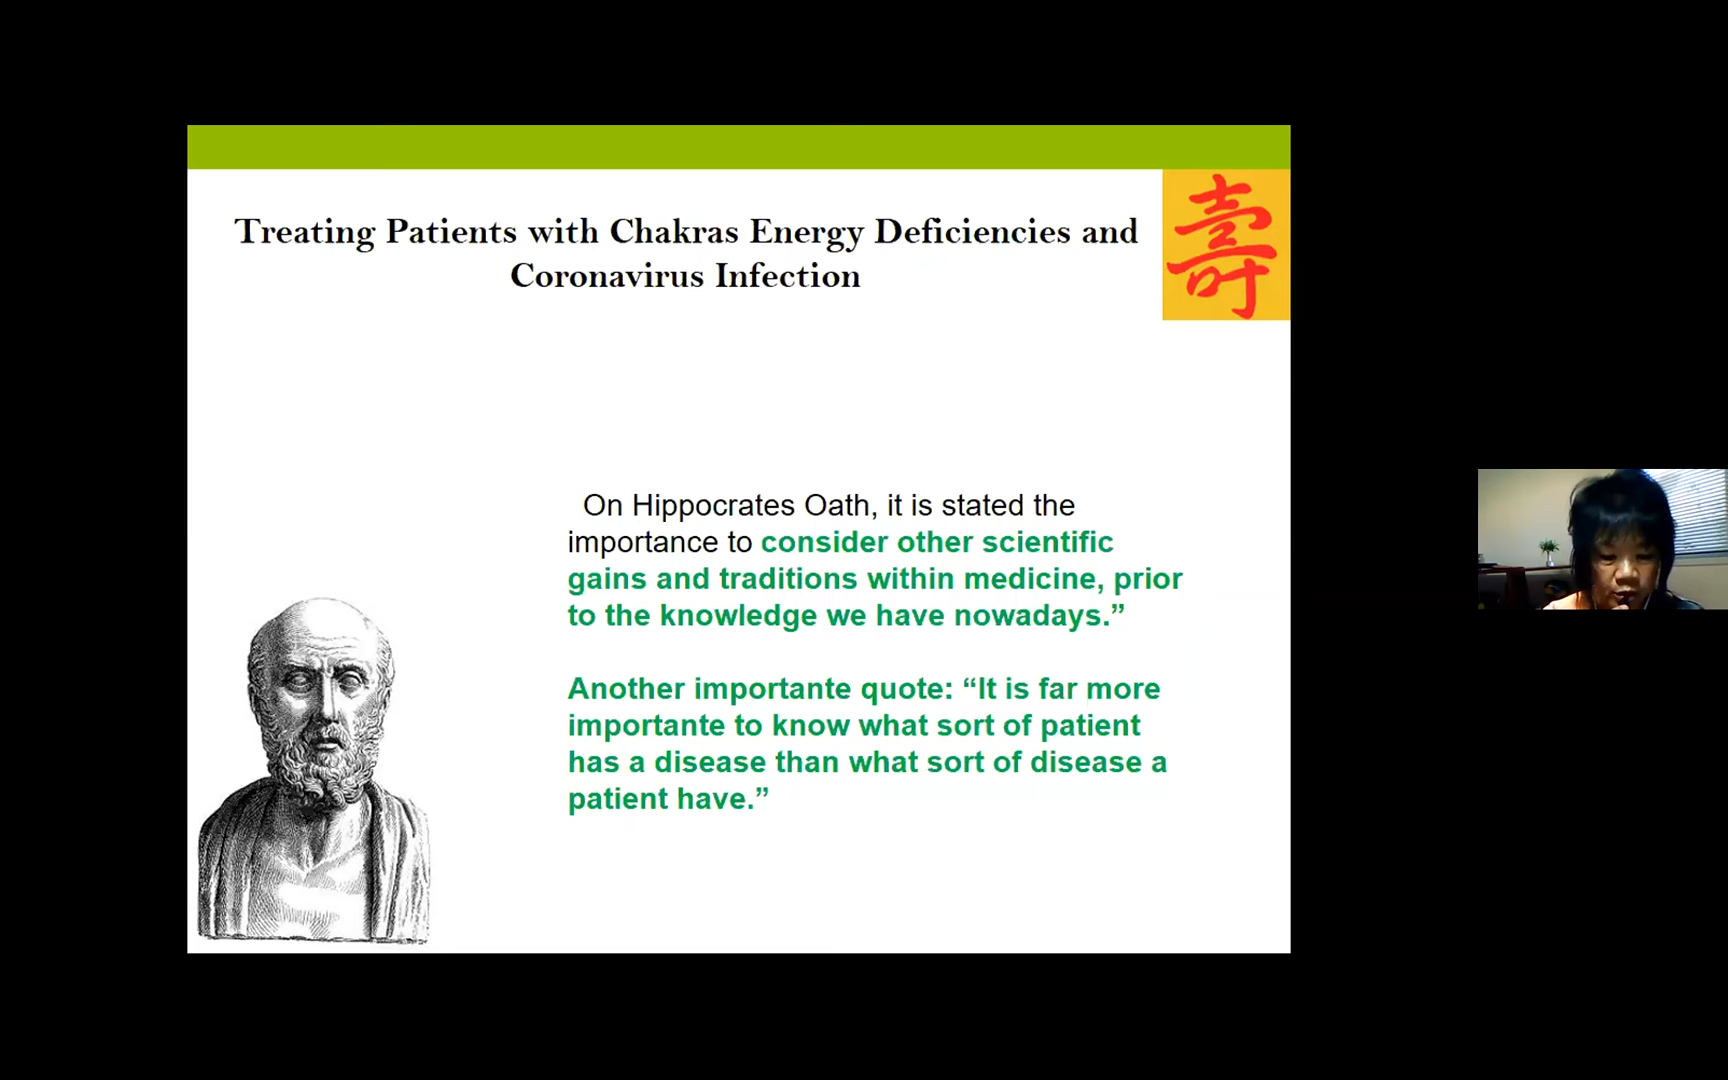 Treating Patients with Chakras Energy Deficiencies and
Coronavirus Infection
壽
On Hippocrates Oath, it is stated the
importance to consider other scientific
gains and traditions within medicine, prior
to the knowledge we have nowadays.”
Another importante quote: “It is far more
importante to know what sort of patient
has a disease than what sort of disease a
patient have.”